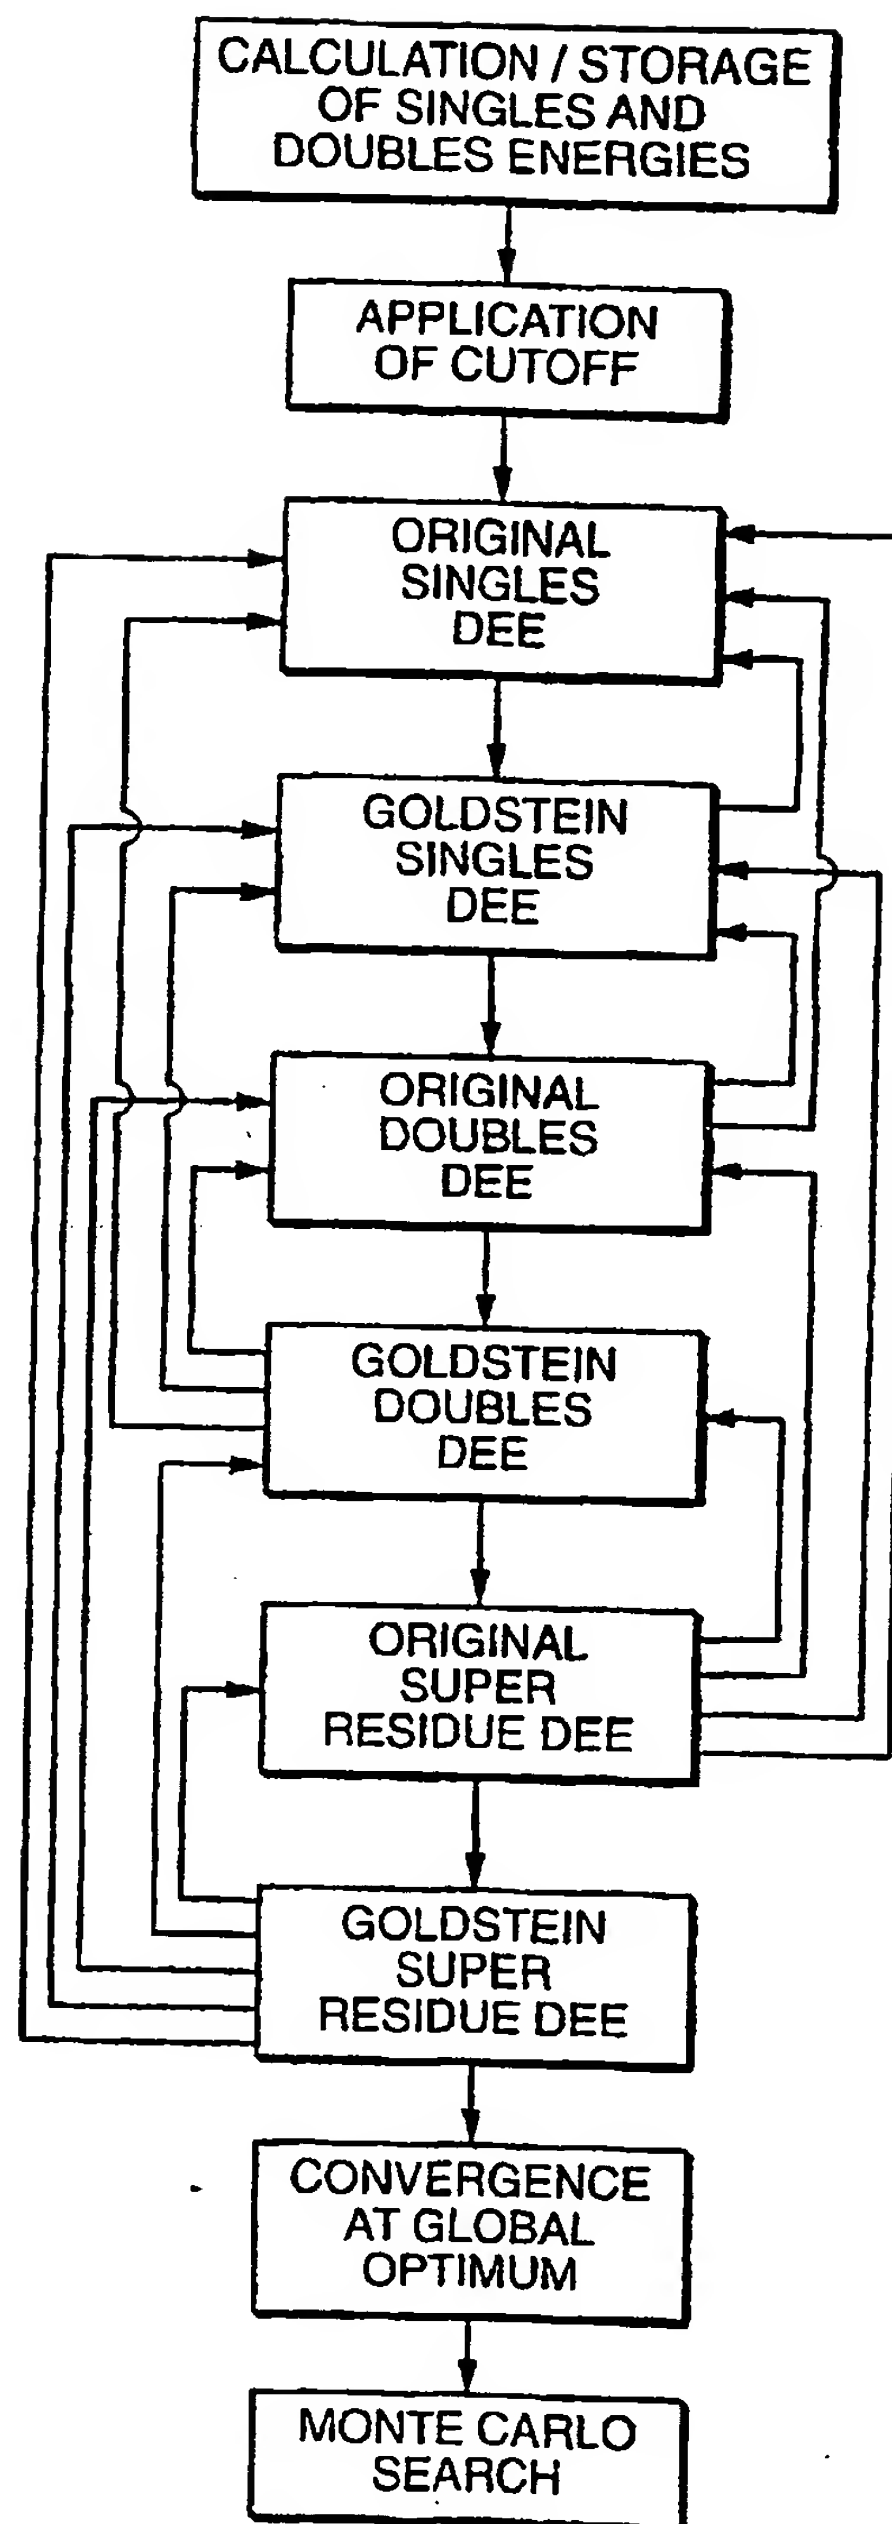 CALCULATION / STORAGE
OF SINGLES AND
DOUBLES ENERGIES
APPLICATION
OF CUTOFF
ORIGINAL
SINGLES
DEE
GOLDSTEIN
SINGLES
DEE
ORIGINAL
DOUBLES
DEE
GOLDSTEIN
DOUBLES
DEE
ORIGINAL
SUPER
RESIDUE DEE
GOLDSTEIN
SUPER
RESIDUE DEE
CONVERGENCE
AT GLOBAL
OPTIMUM
MONTE CARLO
SEARCH